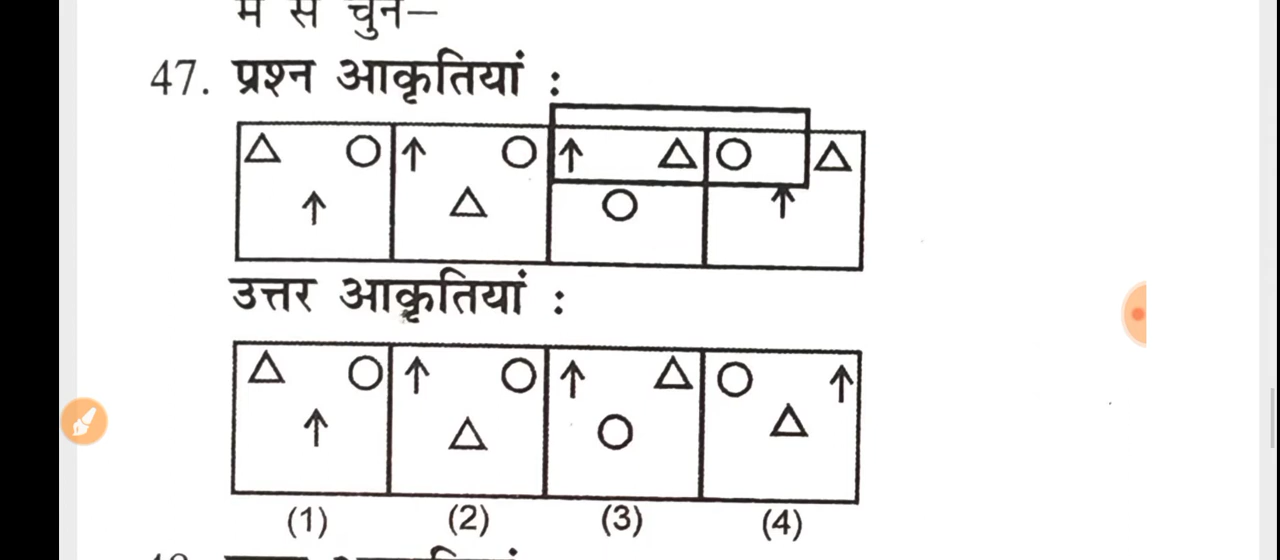 में से चुनें–
47. प्रश्न आकृतियां :
उत्तर आकृतियां :
(1) (2) (3) (4)